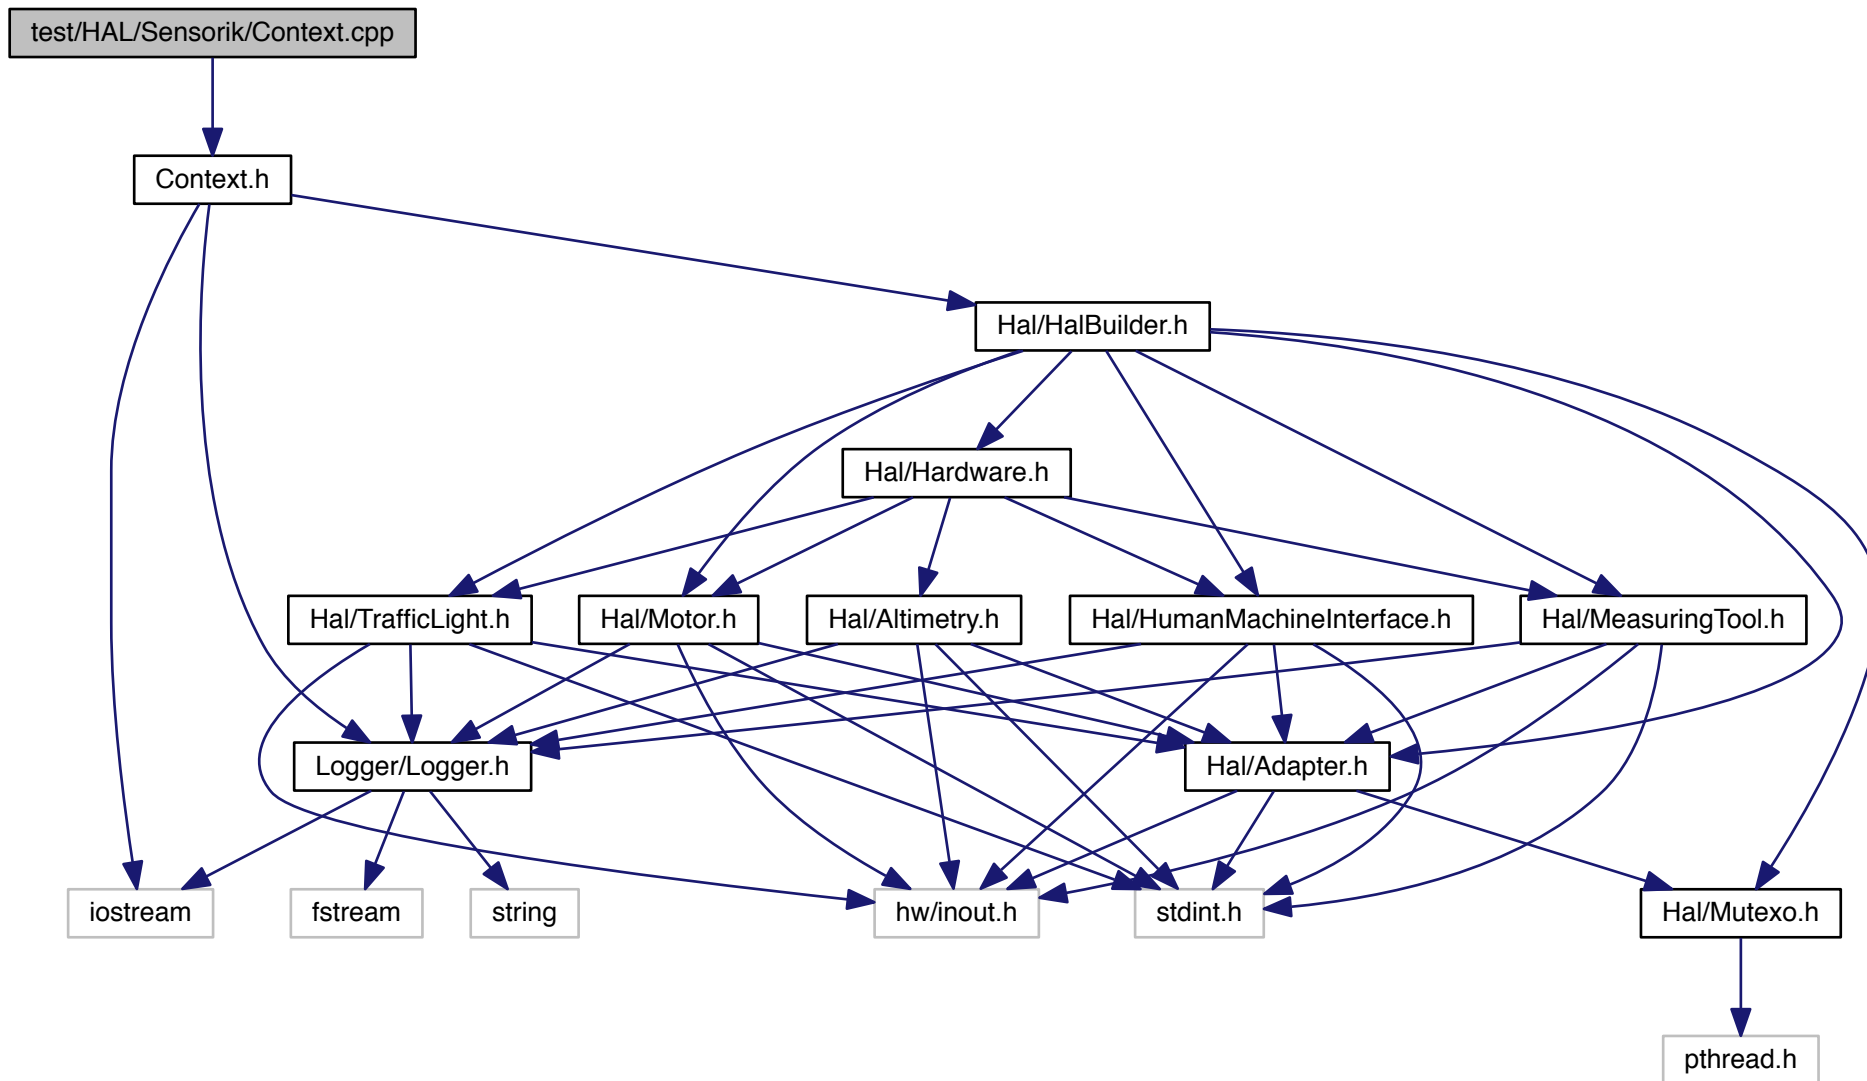 test/HAL/Sensorik/Context.cpp
Context.h
Hal/HalBuilder.h
Hal/Hardware.h
Hal/TrafficLight.h
Hal/Motor.h
Hal/Altimetry.h
Hal/HumanMachineInterface.h
Hal/MeasuringTool.h
Logger/Logger.h
Hal/Adapter.h
iostream
fstream
string
hw/inout.h
stdint.h
Hal/Mutexo.h
pthread.h